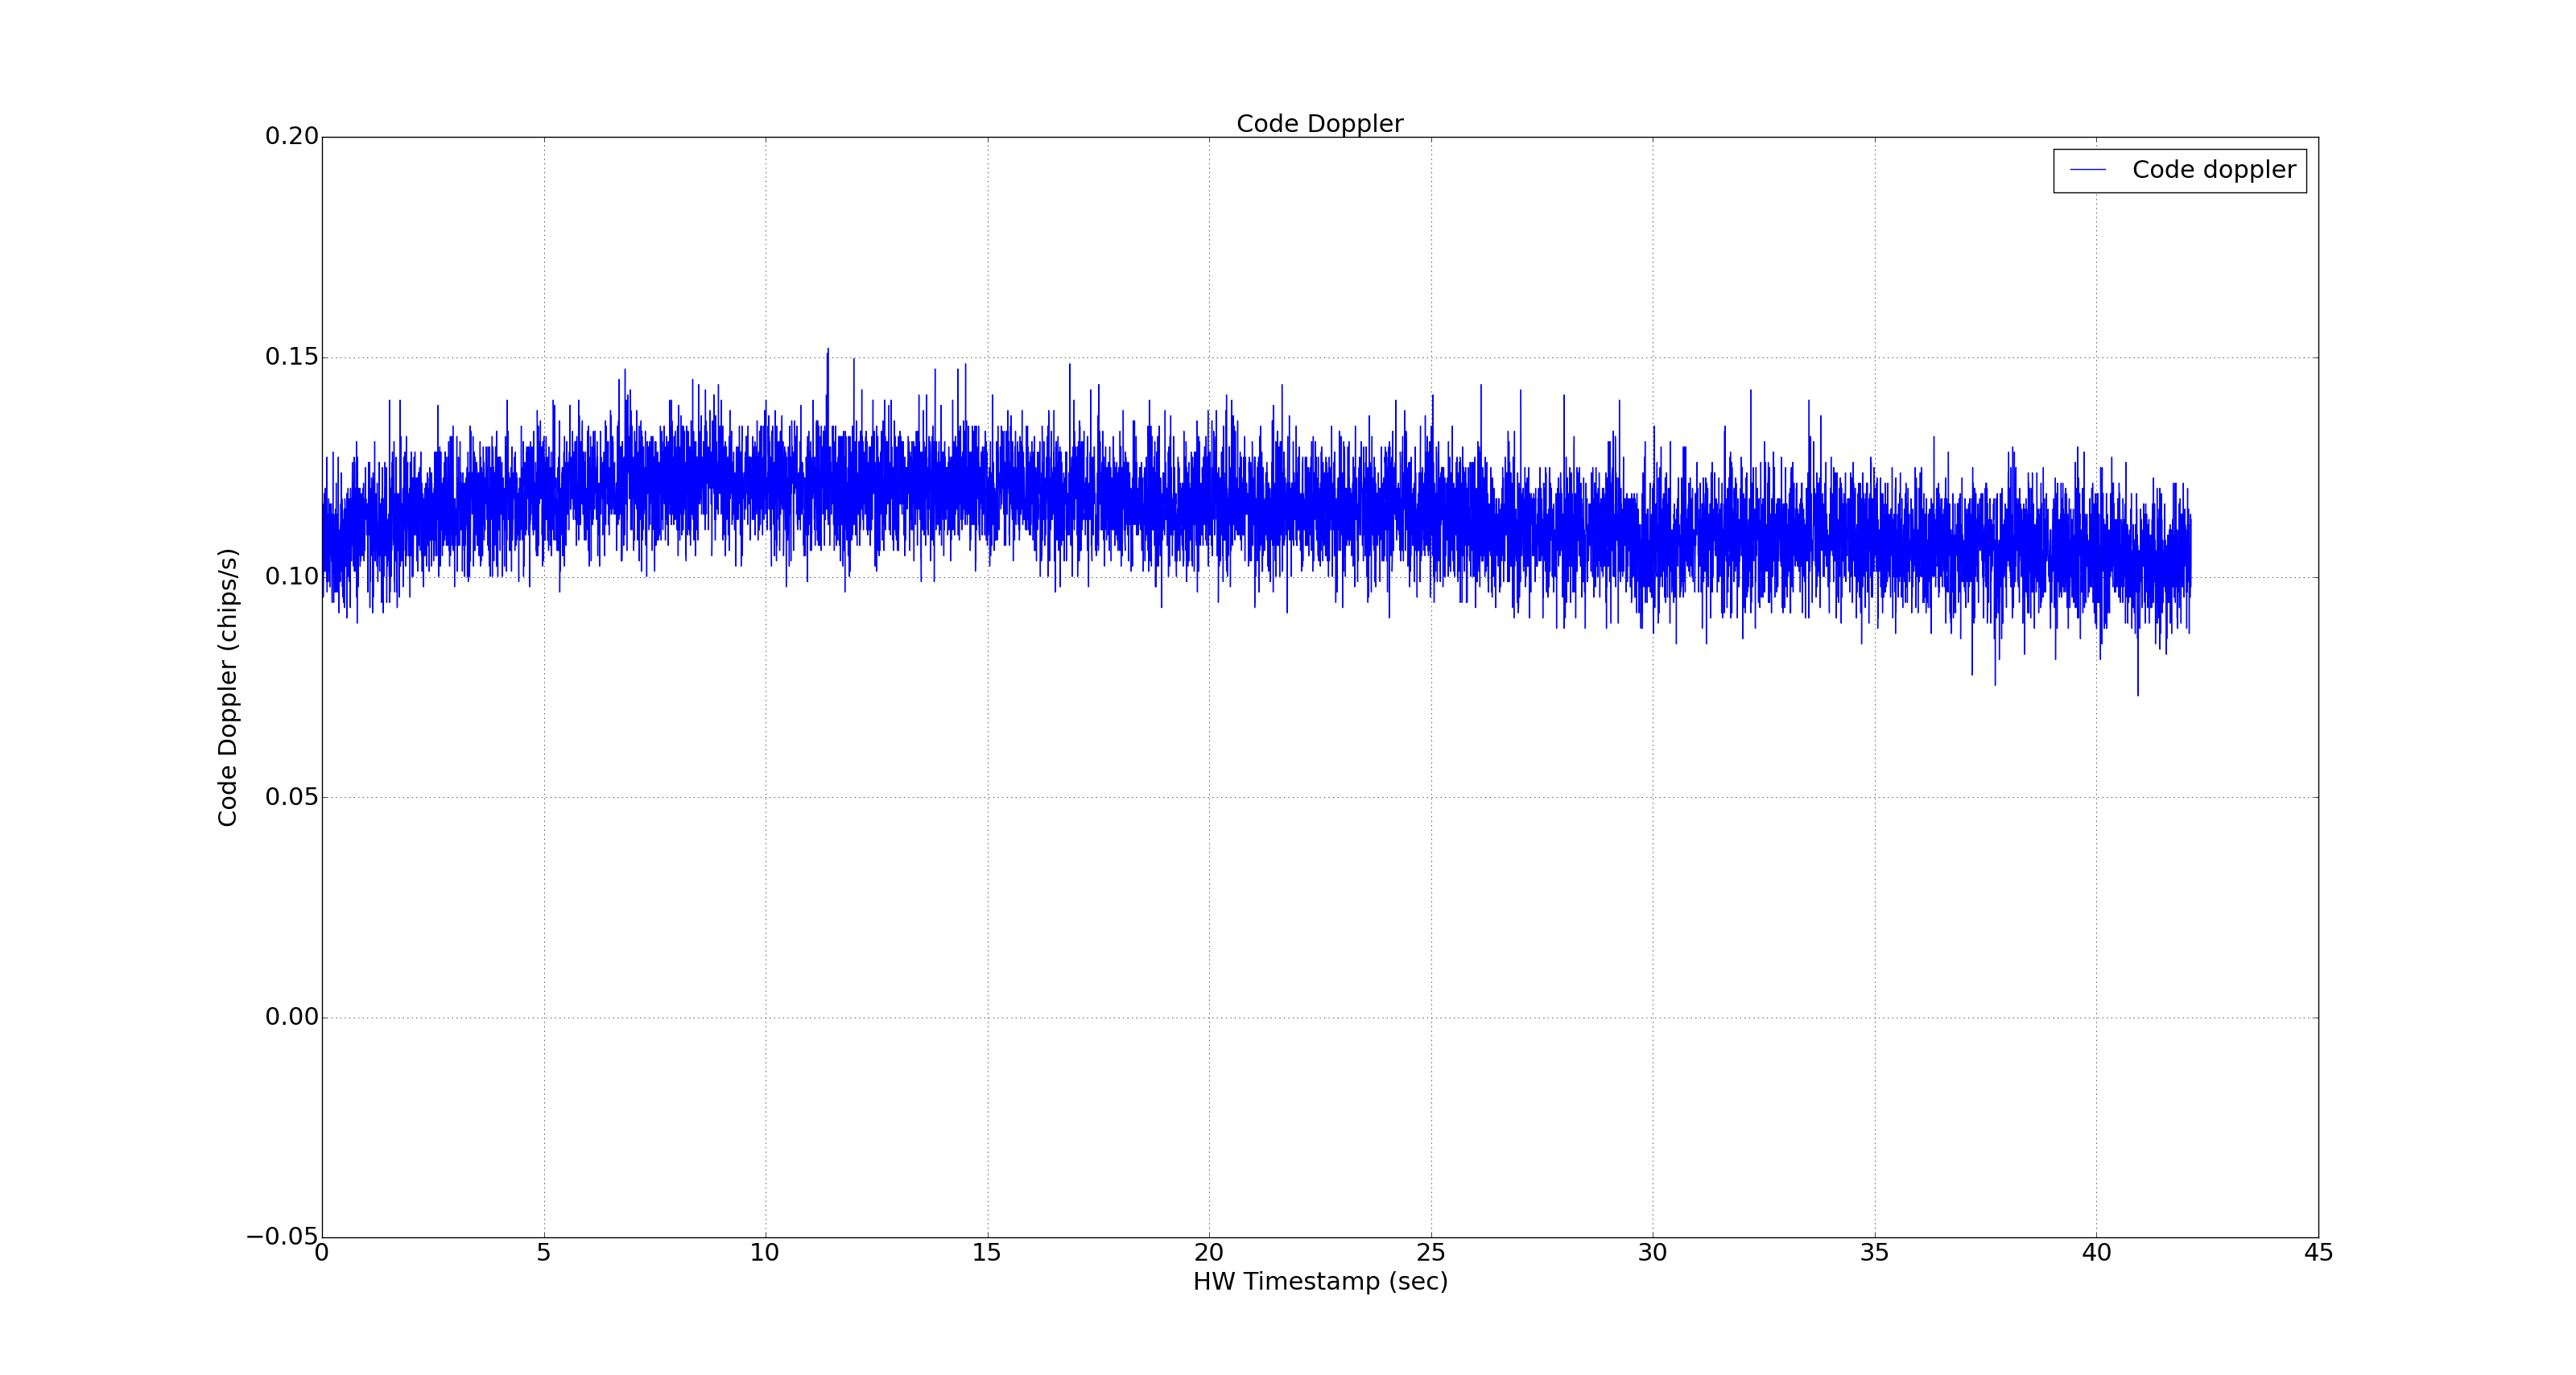 Code Doppler
0.20
Code doppler
0.15
0.10
Code Doppler (chips/s)
0.05
0.00
−0.05
0 5 10 15 20 25 30 35 40 45
HW Timestamp (sec)